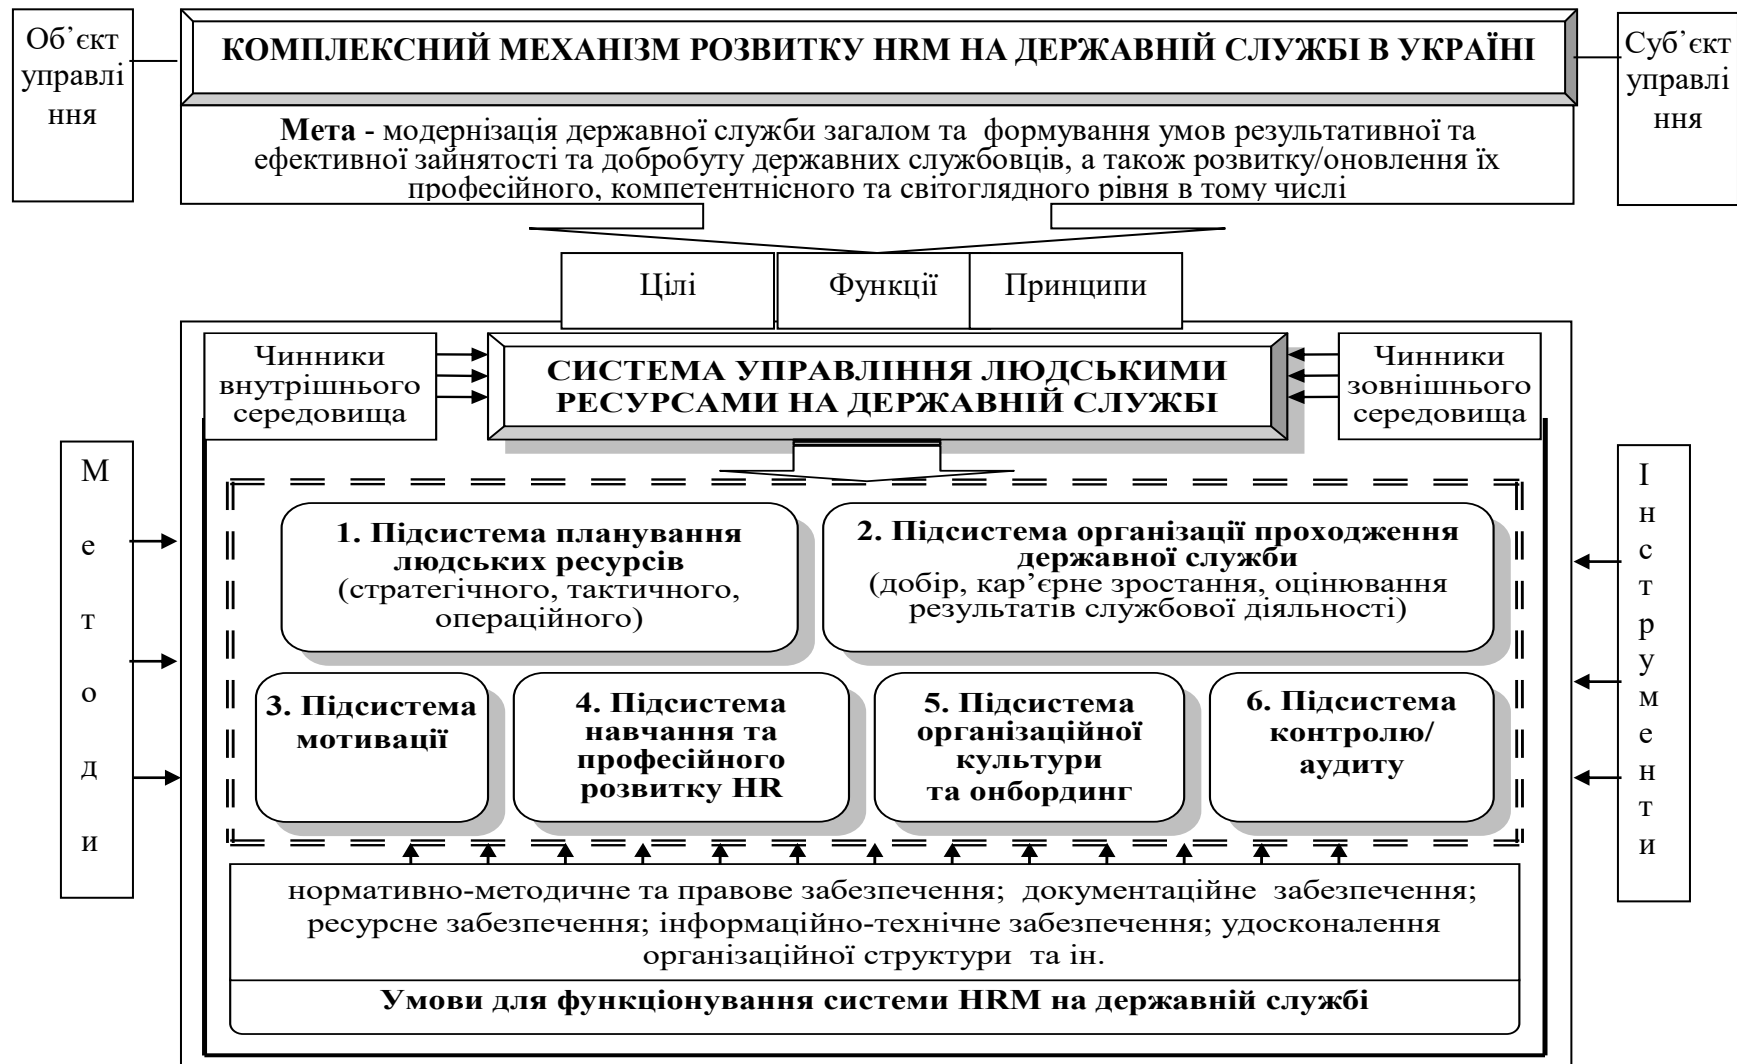 Об’єкт
управлі
ння
КОМПЛЕКСНИЙ МЕХАНІЗМ РОЗВИТКУ HRM НА ДЕРЖАВНІЙ СЛУЖБІ В УКРАЇНІ
Суб’єкт
управлі
ння
Мета - модернізація державної служби загалом та формування умов результативної та
ефективної зайнятості та добробуту державних службовців, а також розвитку/оновлення їх
професійного, компетентнісного та світоглядного рівня в тому числі
Цілі
Функції
Принципи
Чинники
внутрішнього
середовища
СИСТЕМА УПРАВЛІННЯ ЛЮДСЬКИМИ
РЕСУРСАМИ НА ДЕРЖАВНІЙ СЛУЖБІ
Чинники
зовнішнього
середовища
М
е
т
о
д
и
1. Підсистема планування
людських ресурсів
(стратегічного, тактичного,
операційного)
2. Підсистема організації проходження
державної служби
(добір, кар’єрне зростання, оцінювання
результатів службової діяльності)
3. Підсистема
мотивації
4. Підсистема
навчання та
професійного
розвитку HR
5. Підсистема
організаційної
культури
та онбординг
6. Підсистема
контролю/
аудиту
І
н
с
т
р
у
м
е
н
т
и
нормативно-методичне та правове забезпечення; документаційне забезпечення;
ресурсне забезпечення; інформаційно-технічне забезпечення; удосконалення
організаційної структури та ін.
Умови для функціонування системи HRM на державній службі